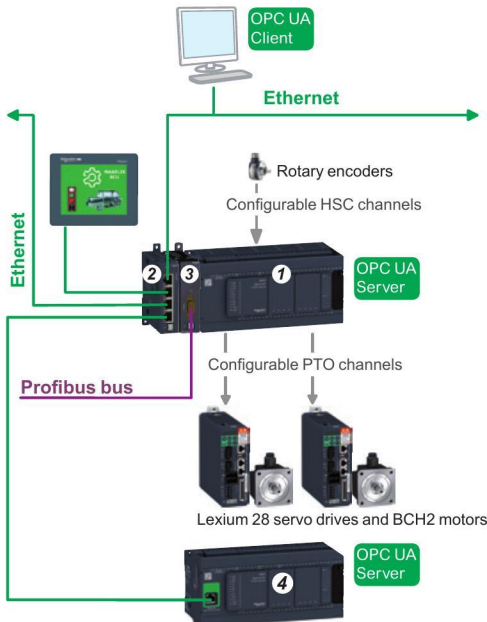 OPC UA
Client
Ethernet
Rotary encoders
Configurable HSC channels
Ethernet
2
3
1
OPC UA
Server
Configurable PTO channels
Profibus bus
Lexium 28 servo drives and BCH2 motors
OPC UA
Server
4